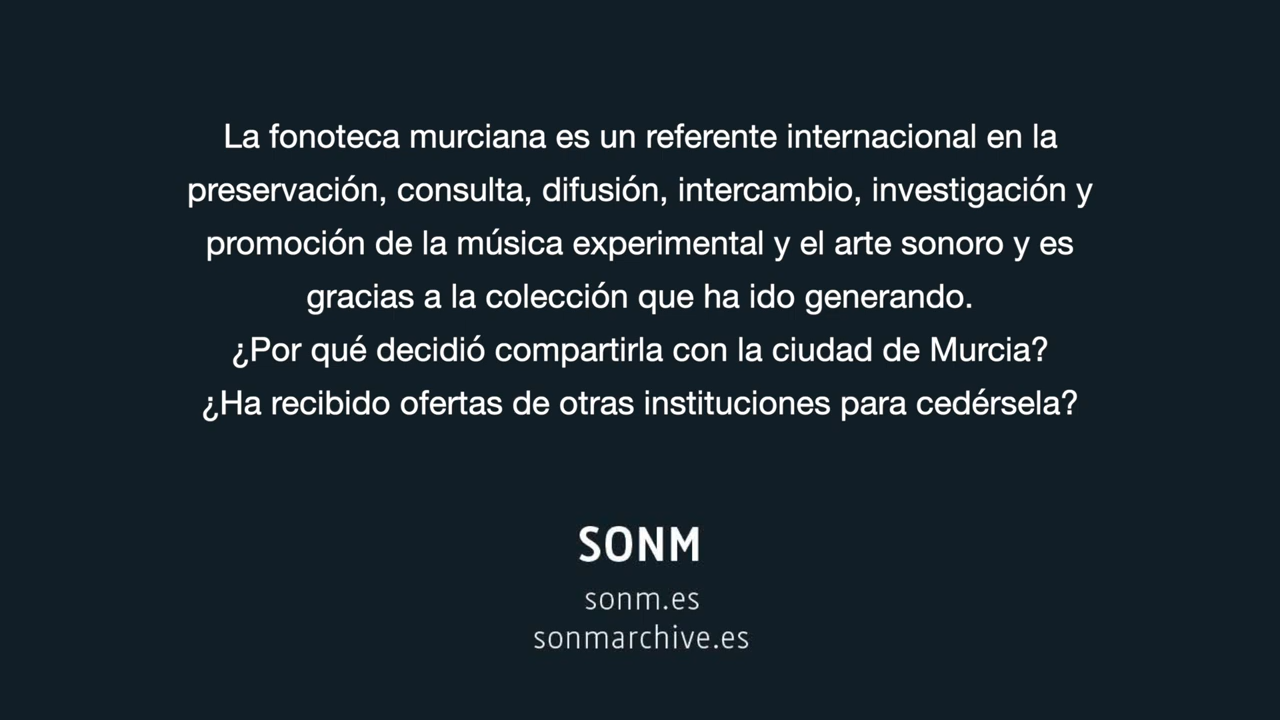 La fonoteca murciana es un referente internacional en la
preservación, consulta, difusión, intercambio, investigación y
promoción de la música experimental y el arte sonoro y es
gracias a la colección que ha ido generando.
¿Por qué decidió compartirla con la ciudad de Murcia?
¿Ha recibido ofertas de otras instituciones para cedérsela?
SONM
sonm.es
sonmarchive.es